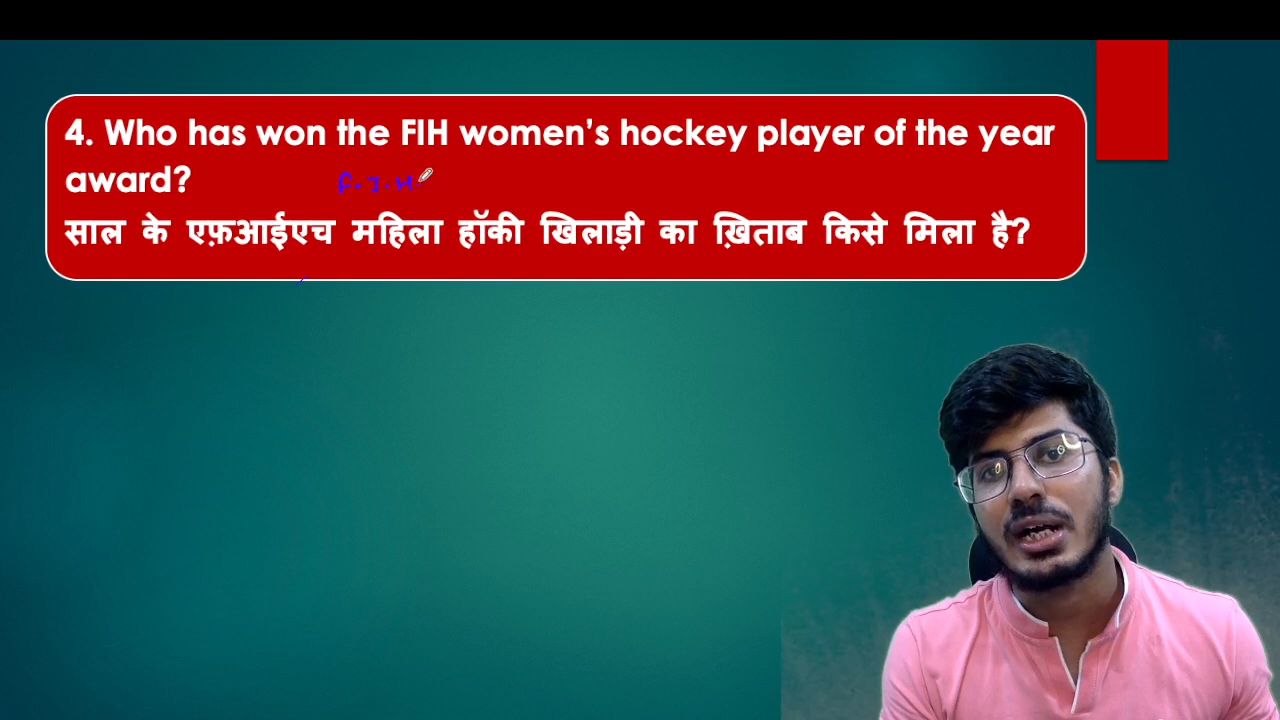 4. Who has won the FIH women's hockey player of the year
award?
F.I.H
साल के एफ़आईएच महिला हॉकी खिलाड़ी का ख़िताब किसे मिला है?